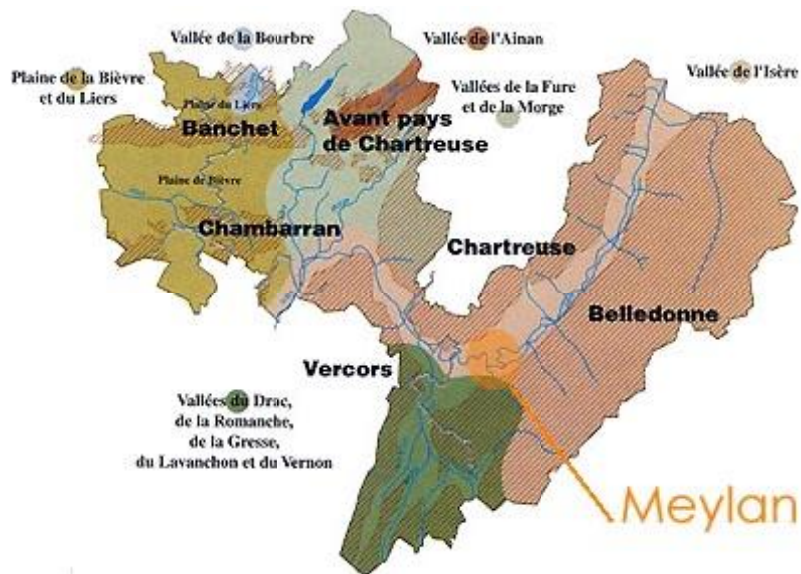 Vallée de la Bourbre
Vallée de l'Ainan
Plaine de la Bièvre
et du Liers
Vallées de la Fure
et de la Morge
Vallée de l'Isère
Plaine du Liers
Banchet
Avant pays
de Chartreuse
Plaine de Bièvre
Chambarran
Chartreuse
Belledonne
Vercors
Vallées du Drac,
de la Romanche,
de la Gresse,
du Lavanchon et du Vernon
Meylan